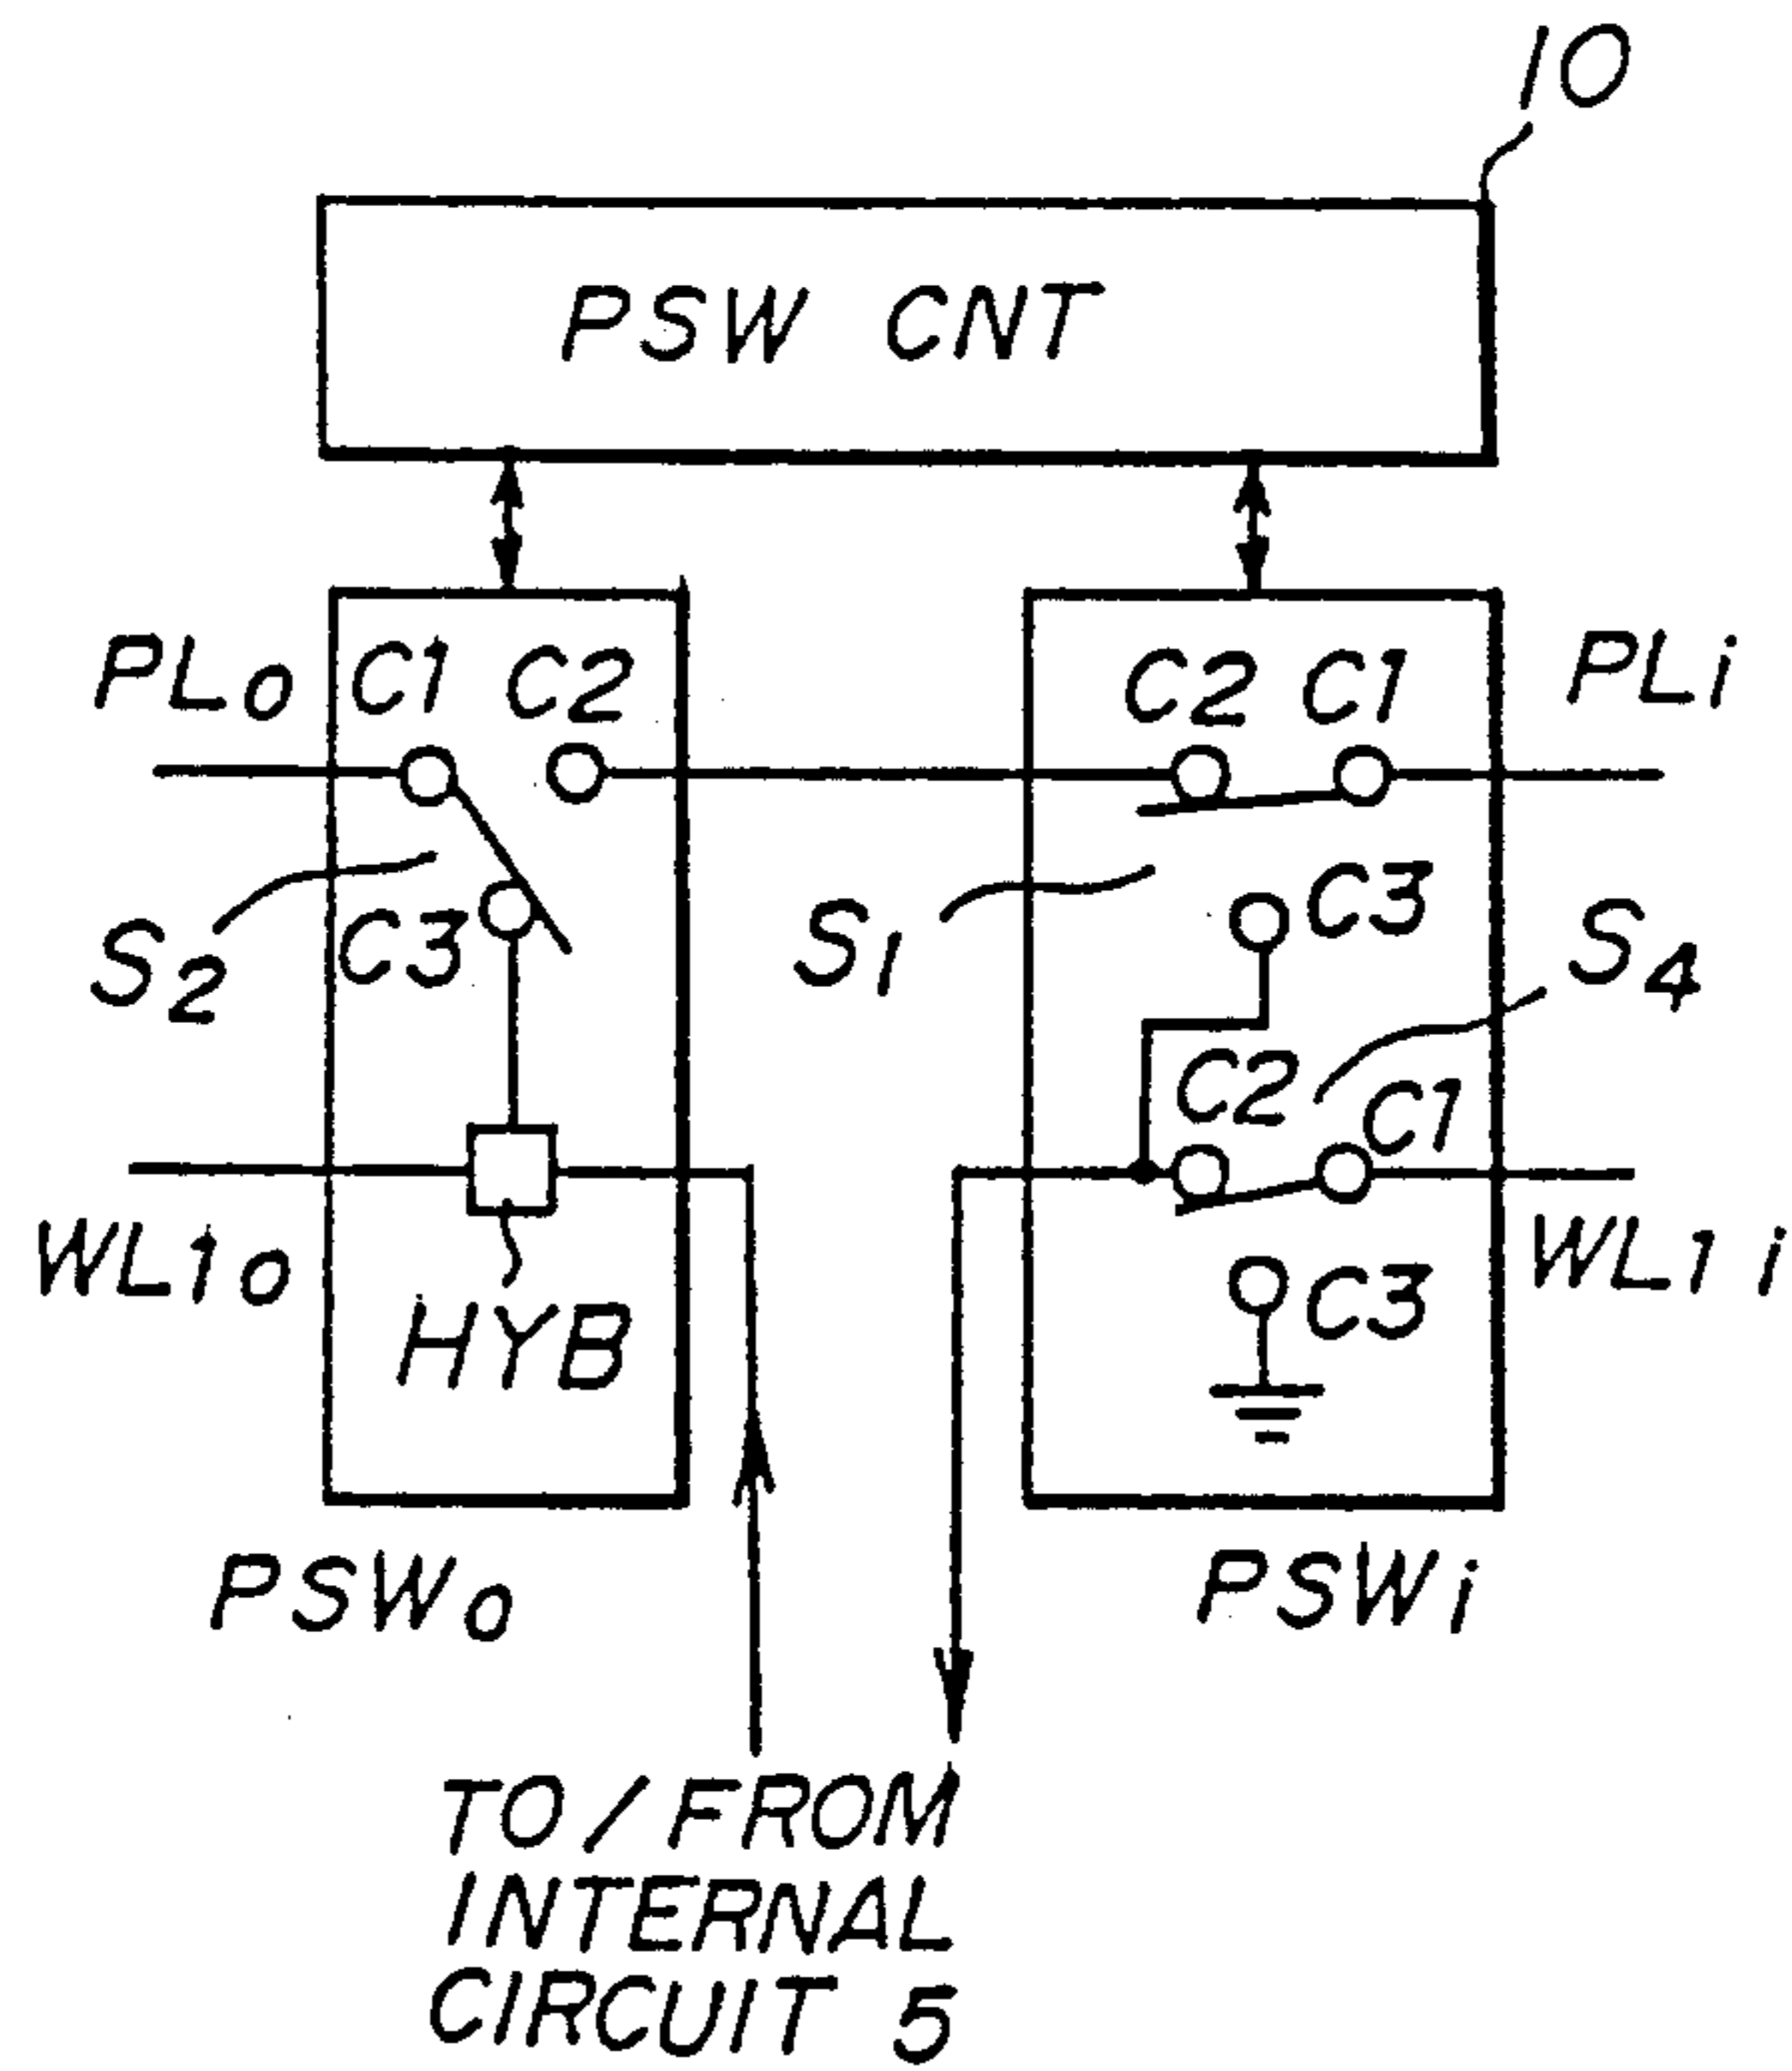 10
PSW CNT
PLo C1 C2
C2 C1 PLi
S2 C3
S1 C3 S4
C2 C1
WL1o
WL1i
HYB
C3
PSWo
PSWi
TO/FROM
INTERNAL
CIRCUIT 5